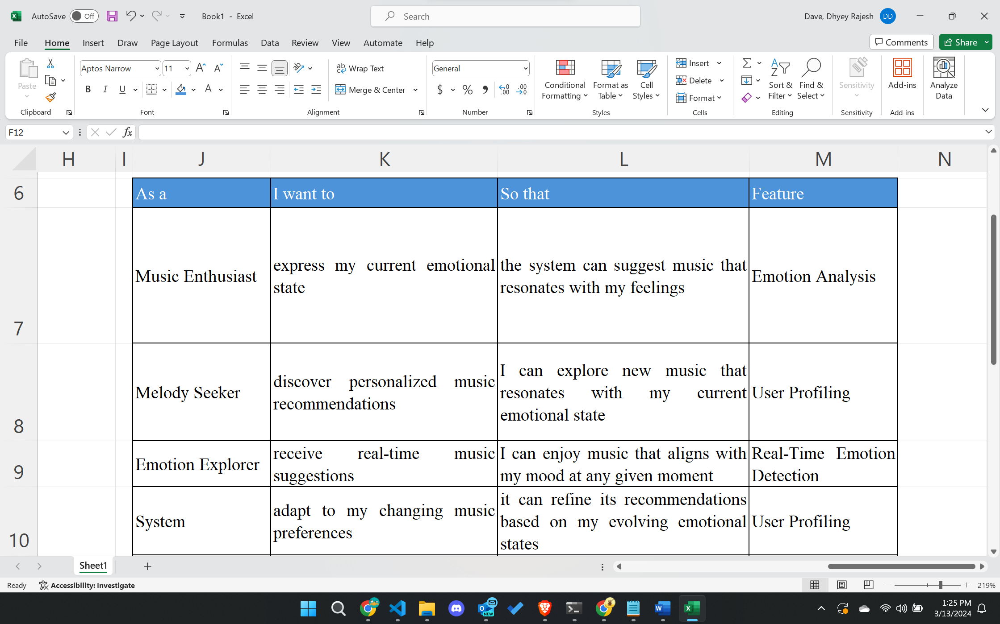 AutoSave Off Book1 - Excel Search Dave, Dhyey Rajesh DD
File Home Insert Draw Page Layout Formulas Data Review View Automate Help Comments Share
Paste Aptos Narrow 11 Wrap Text General Conditional Formatting Format as Table Cell Styles Insert Sort & Filter Find & Select Sensitivity Add-ins Analyze Data
B I U A Merge & Center $ % Delete
Format
Clipboard Font Alignment Number Styles Cells Editing Sensitivity Add-ins
F12 fx
H I J K L M N
6 As a I want to So that Feature
7 Music Enthusiast
express my current emotional
state
the system can suggest music that
resonates with my feelings
Emotion Analysis
8 Melody Seeker
discover personalized music
recommendations
I can explore new music that
resonates with my current
emotional state
User Profiling
9 Emotion Explorer
receive real-time music
suggestions
I can enjoy music that aligns with
my mood at any given moment
Real-Time Emotion
Detection
10 System
adapt to my changing music
preferences
it can refine its recommendations
based on my evolving emotional
states
User Profiling
Sheet1
Ready Accessibility: Investigate 219%
NEW
1:25 PM
3/13/2024